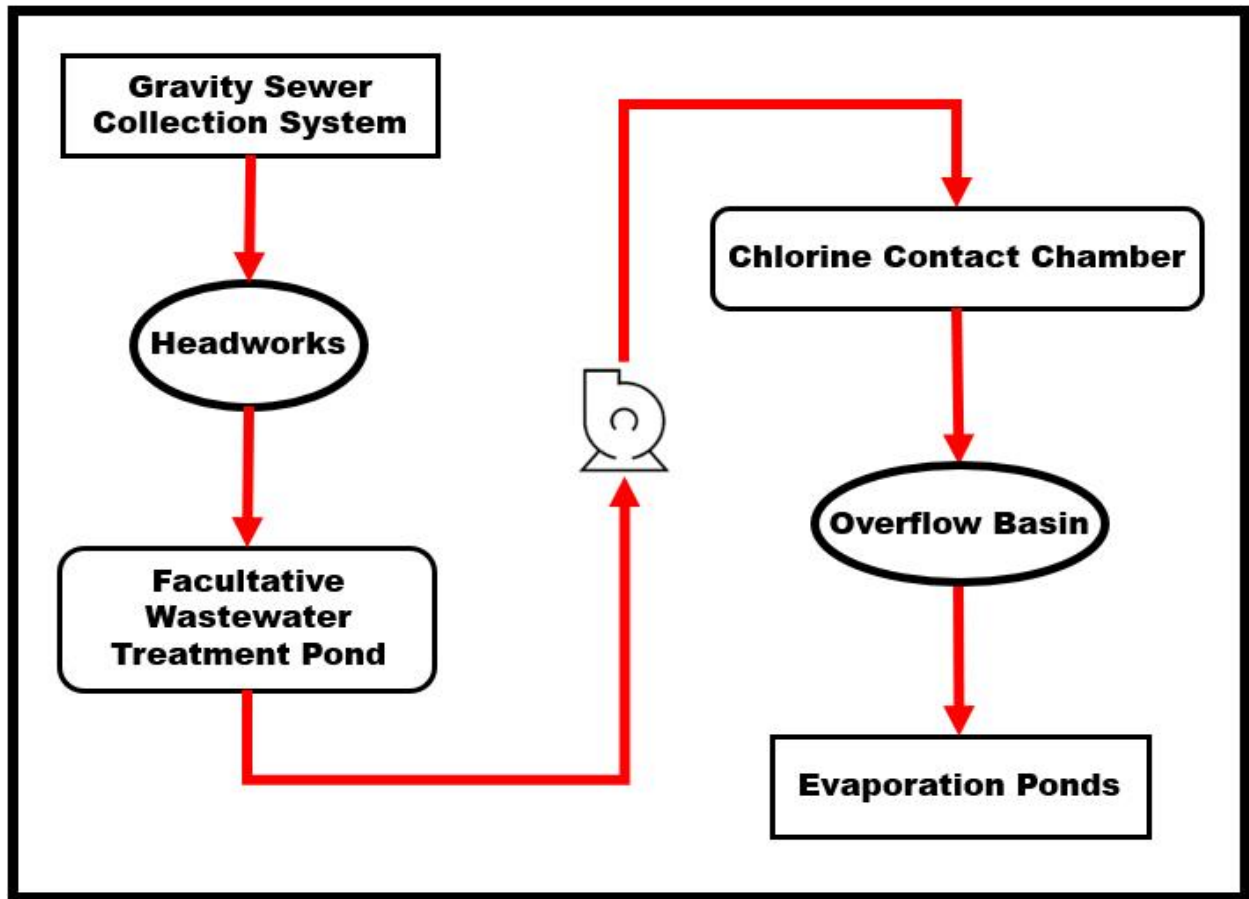 Gravity Sewer
Collection System
Headworks
Facultative
Wastewater
Treatment Pond
Chlorine Contact Chamber
Overflow Basin
Evaporation Ponds